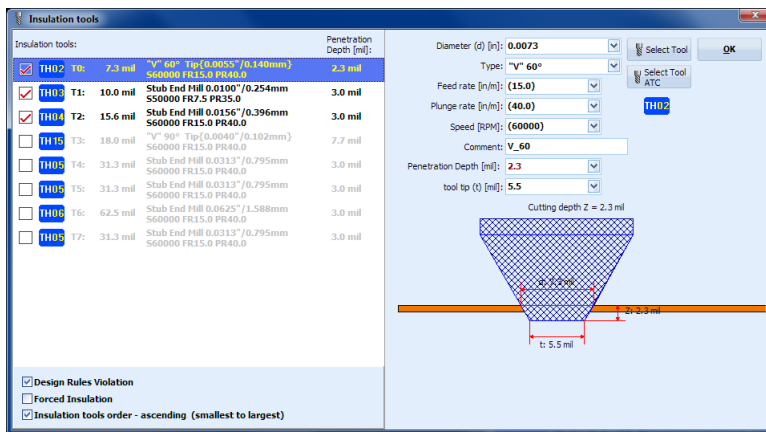 Insulation tools
Insulation tools:
Penetration
Depth [mil]:
TH02 T0: 7.3 mil "V" 60° Tip{0.0055"/0.140mm} 2.3 mil
S60000 FR15.0 PR40.0
TH03 T1: 10.0 mil Stub End Mill 0.0100"/0.254mm 3.0 mil
S50000 FR7.5 PR35.0
TH04 T2: 15.6 mil Stub End Mill 0.0156"/0.396mm 3.0 mil
S60000 FR15.0 PR40.0
TH15 T3: 18.0 mil "V" 90° Tip{0.0040"/0.102mm} 7.7 mil
S60000 FR15.0 PR40.0
TH05 T4: 31.3 mil Stub End Mill 0.0313"/0.795mm 3.0 mil
S60000 FR15.0 PR40.0
TH05 T5: 31.3 mil Stub End Mill 0.0313"/0.795mm 3.0 mil
S60000 FR15.0 PR40.0
TH06 T6: 62.5 mil Stub End Mill 0.0625"/1.588mm 3.0 mil
S60000 FR15.0 PR40.0
TH05 T7: 31.3 mil Stub End Mill 0.0313"/0.795mm 3.0 mil
S60000 FR15.0 PR40.0
Design Rules Violation
Forced Insulation
Insulation tools order - ascending (smallest to largest)
Diameter (d) [in]: 0.0073
Type: "V" 60°
Feed rate [in/m]: (15.0)
Plunge rate [in/m]: (40.0)
Speed [RPM]: (60000)
Comment: V_60
Penetration Depth [mil]: 2.3
tool tip (t) [mil]: 5.5
Select Tool
OK
Select Tool
ATC
TH02
Cutting depth Z = 2.3 mil
d: 7.3 mil
Z: 2.3 mil
t: 5.5 mil